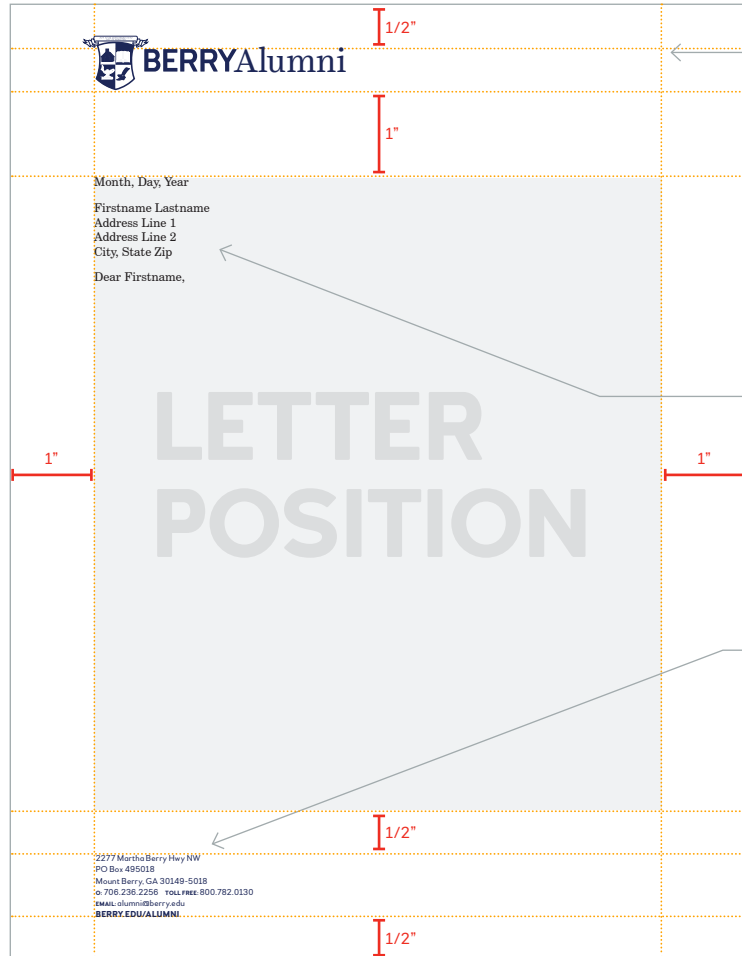 1/2”
BERRYAlumni
1”
Month, Day, Year
Firstname Lastname
Address Line 1
Address Line 2
City, State Zip
Dear Firstname,
LETTER
POSITION
1”
1”
1/2”
2277 Martha Berry Hwy NW
PO Box 495018
Mount Berry, GA 30149-5018
O: 706.236.2256 TOLL FREE: 800.782.0130
EMAIL: alumni@berry.edu
BERRY.EDU/ALUMNI
1/2”